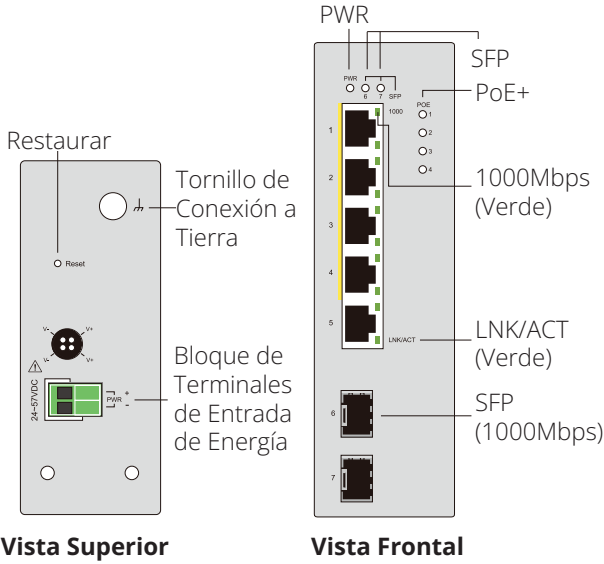 PWR
SFP
PoE+
PWR
6
7
SFP
POE
1
2
3
4
1000
1
2
3
4
5
LNK/ACT
6
7
1000Mbps
(Verde)
LNK/ACT
(Verde)
SFP
(1000Mbps)
Restaurar
Tornillo de
Conexión a
Tierra
Reset
V-
V+
V-
V+
24~57VDC
PWR
+
-
Bloque de
Terminales
de Entrada
de Energía
Vista Superior
Vista Frontal